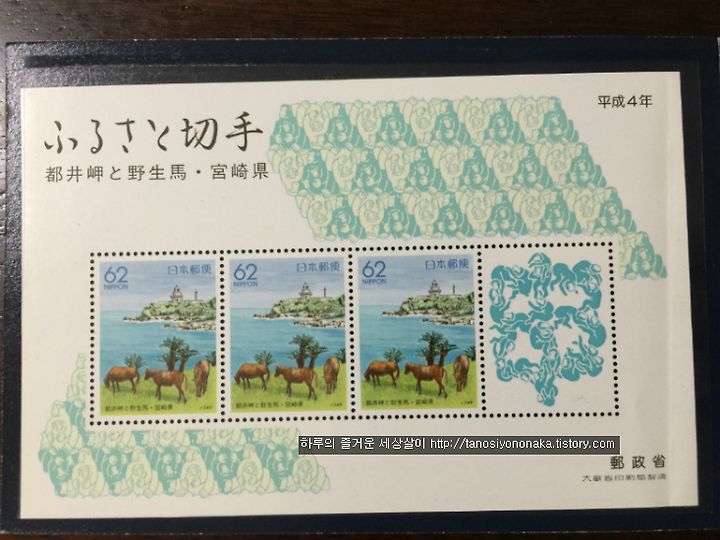 平成4年
ふるさと切手
都井岬と野生馬・宮崎県
62
NIPPON
日本郵便
都井岬と野生馬・宮崎県
62
NIPPON
日本郵便
都井岬と野生馬・宮崎県
62
NIPPON
日本郵便
都井岬と野生馬・宮崎県
하루의 즐거운 세상살이 http://tanosiyononaka.tistory.com
郵政省
大蔵省印刷局製造